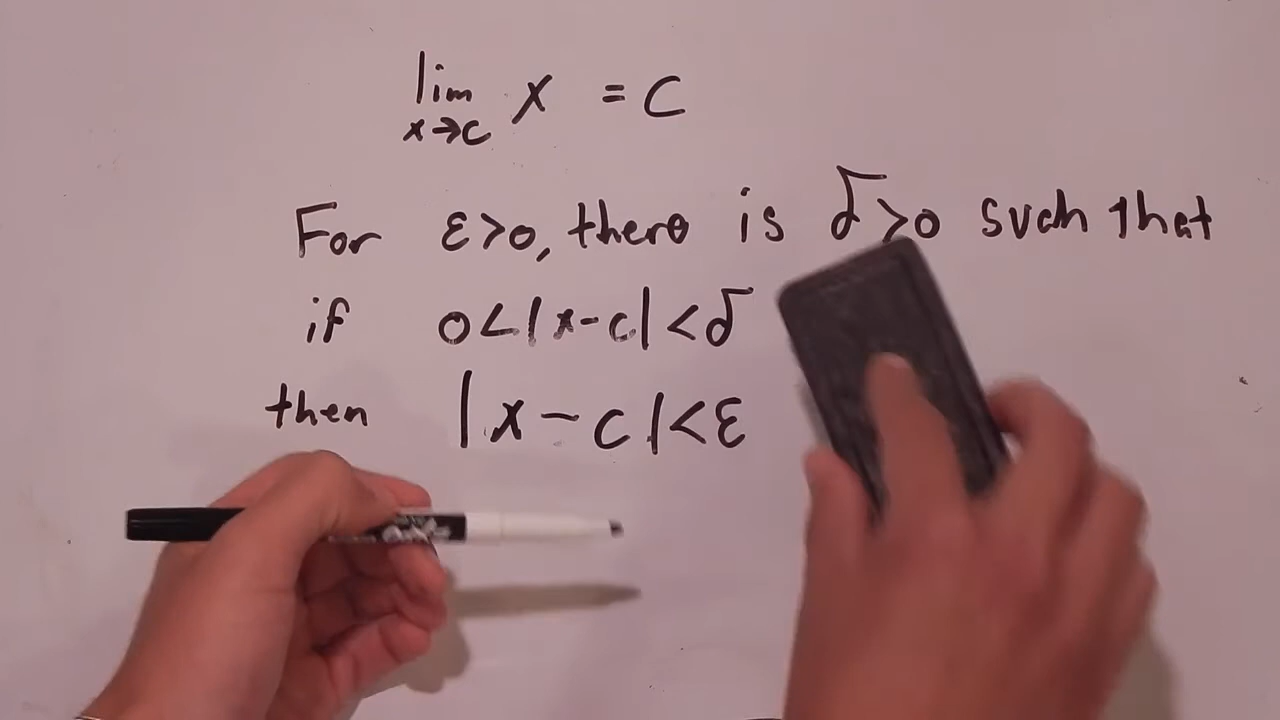 lim x = c
x→c
For ε>0, there is δ>0 such that
if 0<|x-c|<δ
then |x-c|<ε